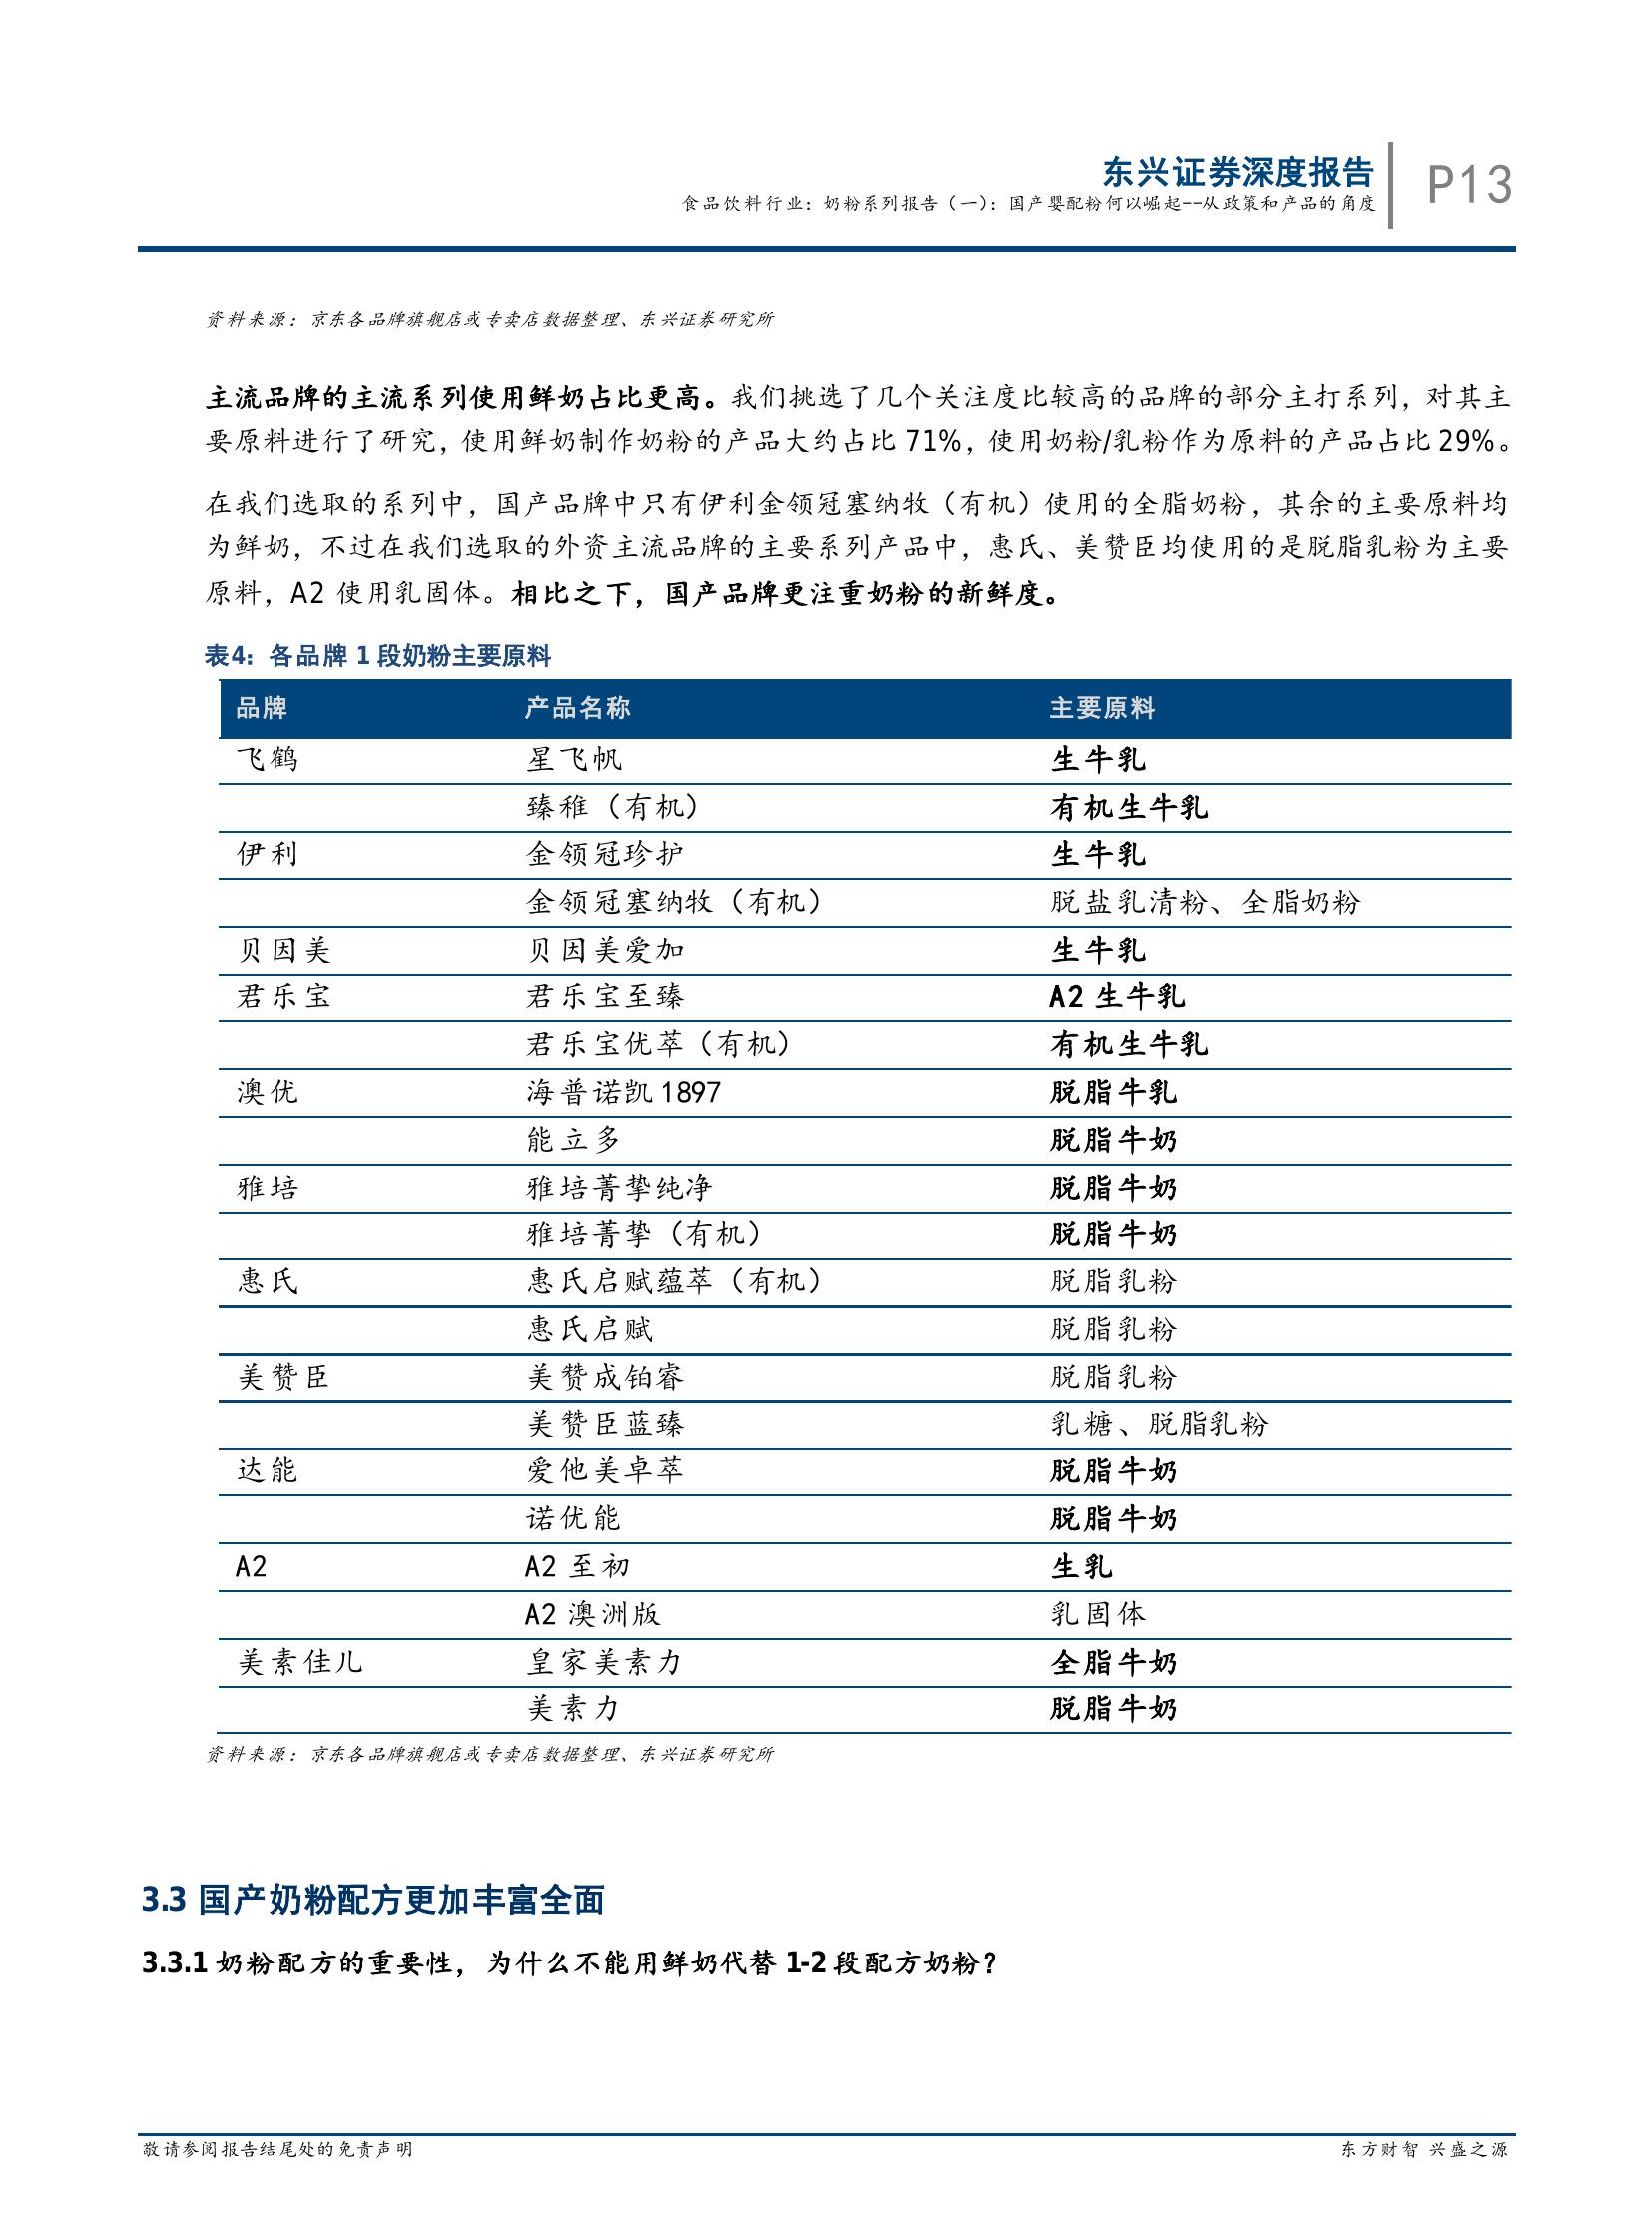 东兴证券深度报告
食品饮料行业：奶粉系列报告（一）：国产婴配粉何以崛起--从政策和产品的角度
P13
资料来源：京东各品牌旗舰店或专卖店数据整理、东兴证券研究所
主流品牌的主流系列使用鲜奶占比更高。我们挑选了几个关注度比较高的品牌的部分主打系列，对其主
要原料进行了研究，使用鲜奶制作奶粉的产品大约占比 71%，使用奶粉/乳粉作为原料的产品占比 29%。
在我们选取的系列中，国产品牌中只有伊利金领冠塞纳牧（有机）使用的全脂奶粉，其余的主要原料均
为鲜奶，不过在我们选取的外资主流品牌的主要系列产品中，惠氏、美赞臣均使用的是脱脂乳粉为主要
原料，A2 使用乳固体。相比之下，国产品牌更注重奶粉的新鲜度。
表4：各品牌 1 段奶粉主要原料
品牌 产品名称 主要原料
飞鹤 星飞帆 生牛乳
臻稚（有机） 有机生牛乳
伊利 金领冠珍护 生牛乳
金领冠塞纳牧（有机） 脱盐乳清粉、全脂奶粉
贝因美 贝因美爱加 生牛乳
君乐宝 君乐宝至臻 A2 生牛乳
君乐宝优萃（有机） 有机生牛乳
澳优 海普诺凯 1897 脱脂牛乳
能立多 脱脂牛奶
雅培 雅培菁挚纯净 脱脂牛奶
雅培菁挚（有机） 脱脂牛奶
惠氏 惠氏启赋蕴萃（有机） 脱脂乳粉
惠氏启赋 脱脂乳粉
美赞臣 美赞成铂睿 脱脂乳粉
美赞臣蓝臻 乳糖、脱脂乳粉
达能 爱他美卓萃 脱脂牛奶
诺优能 脱脂牛奶
A2 A2 至初 生乳
A2 澳洲版 乳固体
美素佳儿 皇家美素力 全脂牛奶
美素力 脱脂牛奶
资料来源：京东各品牌旗舰店或专卖店数据整理、东兴证券研究所
3.3 国产奶粉配方更加丰富全面
3.3.1 奶粉配方的重要性，为什么不能用鲜奶代替 1-2 段配方奶粉？
敬请参阅报告结尾处的免责声明
东方财智 兴盛之源